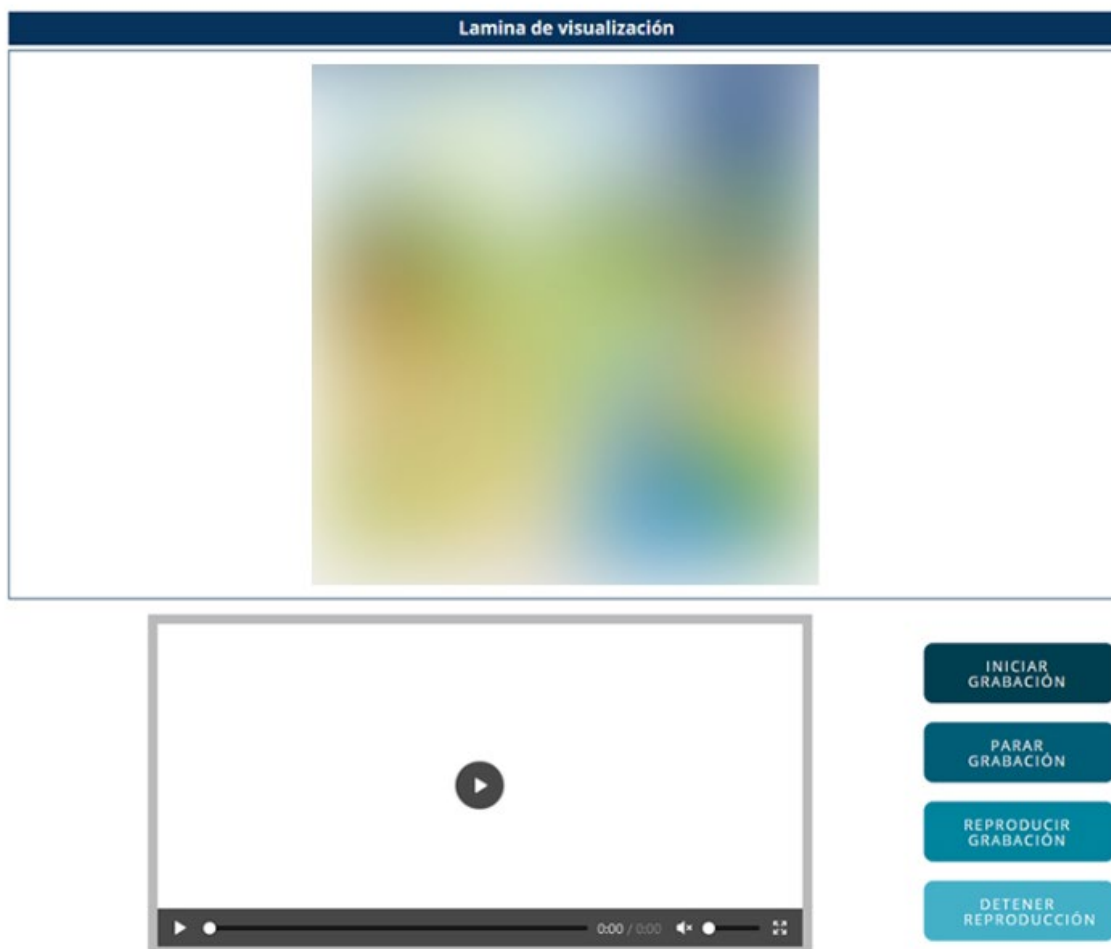 Lamina de visualización
INICIAR
GRABACIÓN
PARAR
GRABACIÓN
REPRODUCIR
GRABACIÓN
DETENER
REPRODUCCIÓN
0:00 / 0:00